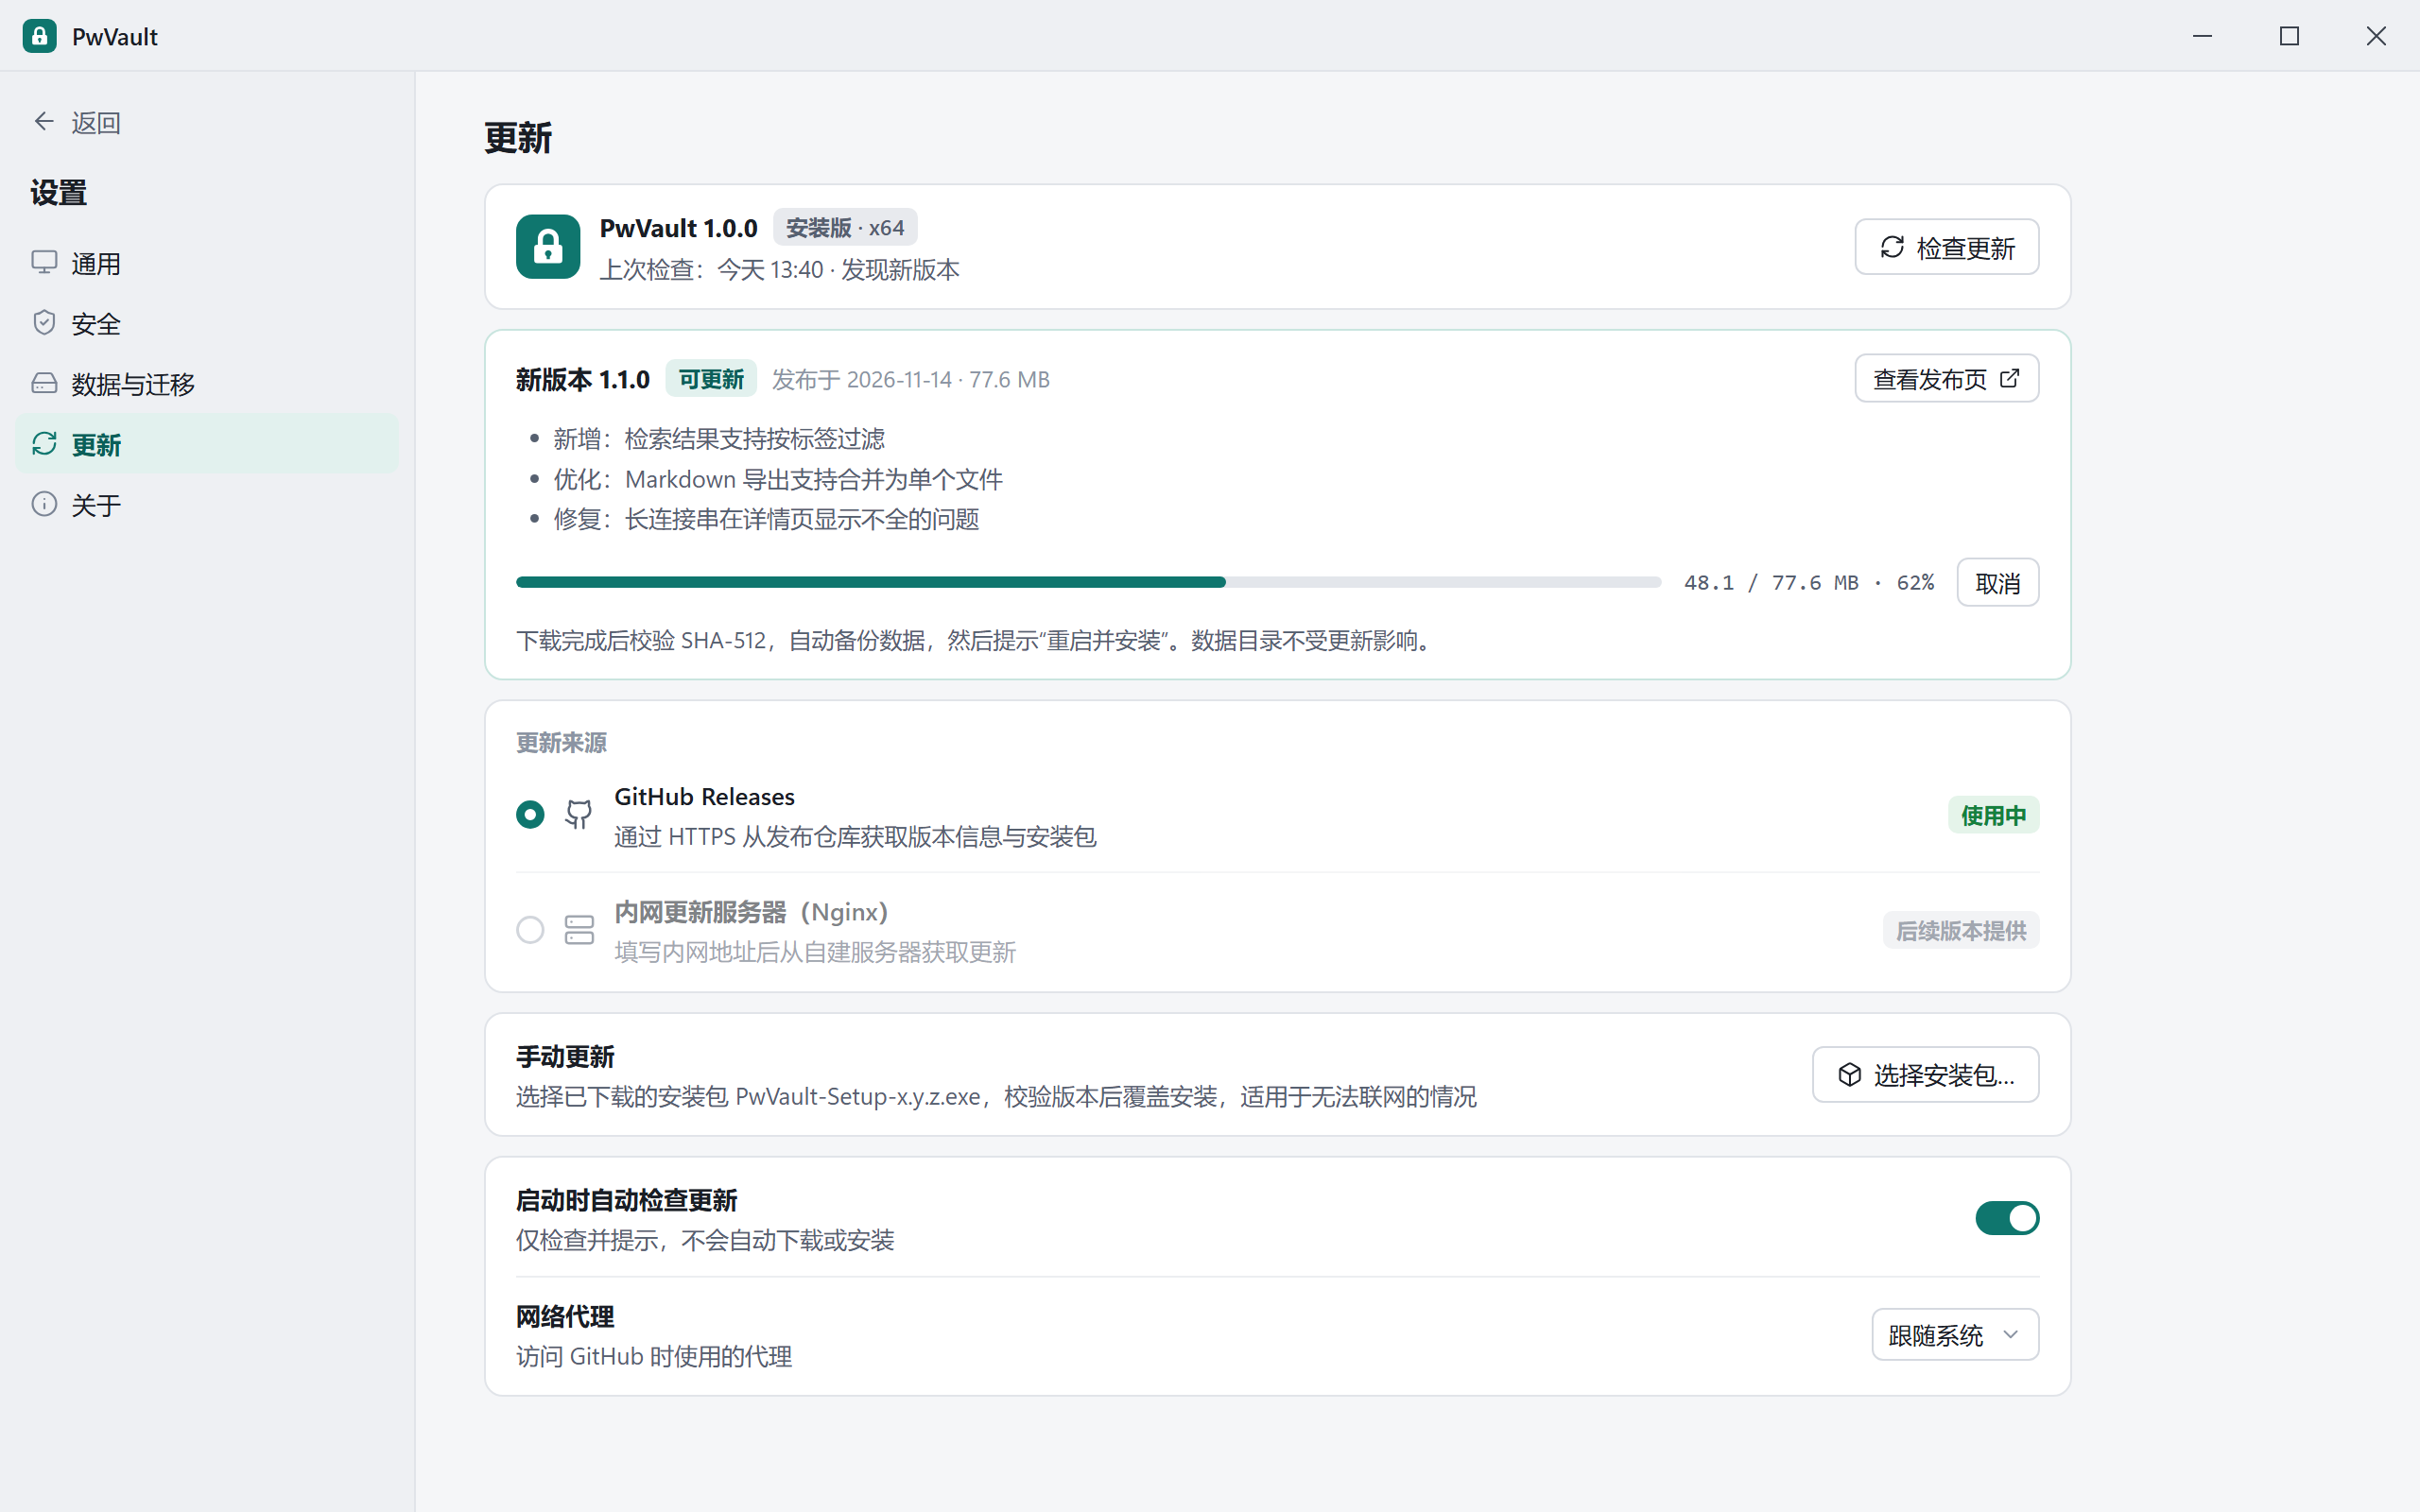 PwVault
返回
设置
通用
安全
数据与迁移
更新
关于
更新
PwVault 1.0.0 安装版 · x64
上次检查：今天 13:40 · 发现新版本
检查更新
新版本 1.1.0 可更新 发布于 2026-11-14 · 77.6 MB
查看发布页
• 新增：检索结果支持按标签过滤
• 优化：Markdown 导出支持合并为单个文件
• 修复：长连接串在详情页显示不全的问题
48.1 / 77.6 MB · 62% 取消
下载完成后校验 SHA-512，自动备份数据，然后提示“重启并安装”。数据目录不受更新影响。
更新来源
GitHub Releases
通过 HTTPS 从发布仓库获取版本信息与安装包
使用中
内网更新服务器（Nginx）
填写内网地址后从自建服务器获取更新
后续版本提供
手动更新
选择已下载的安装包 PwVault-Setup-x.y.z.exe，校验版本后覆盖安装，适用于无法联网的情况
选择安装包...
启动时自动检查更新
仅检查并提示，不会自动下载或安装
网络代理
访问 GitHub 时使用的代理
跟随系统